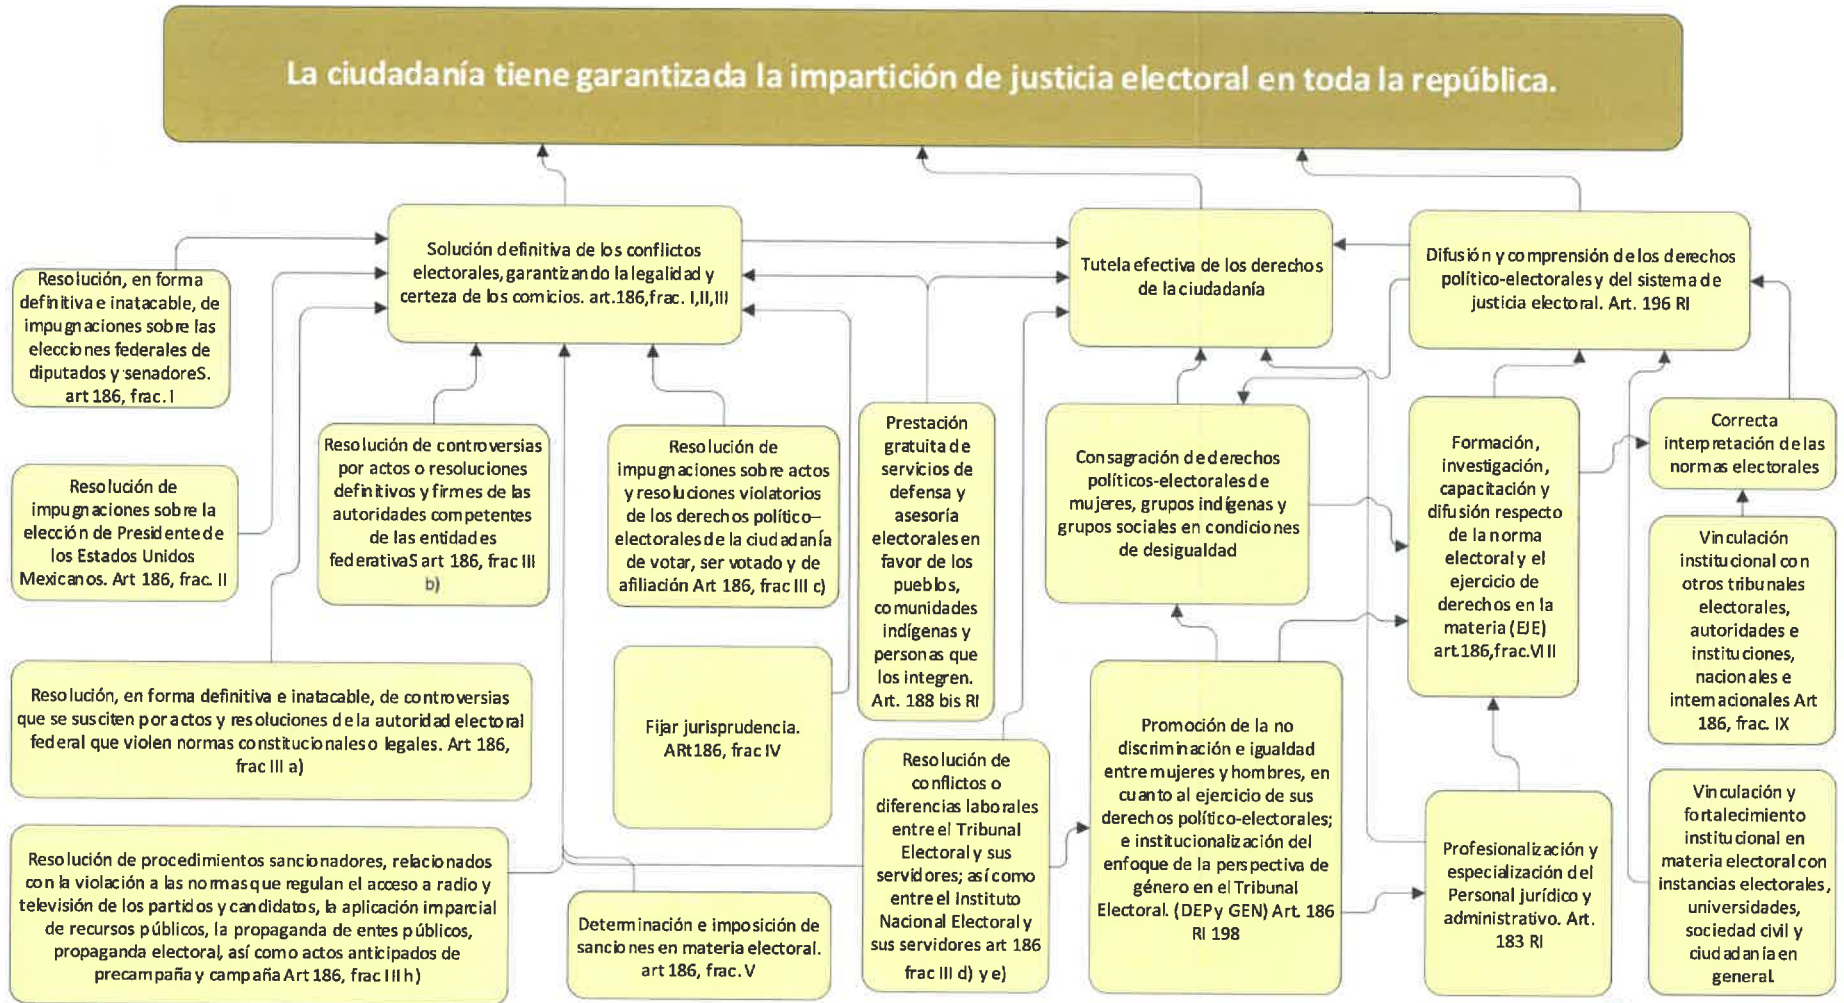 La ciudadanía tiene garantizada la impartición de justicia electoral en toda la república.
Solución definitiva de los conflictos
electorales, garantizando la legalidad y
certeza de los comicios. art.186,frac. I,II,III
Tutela efectiva de los derechos
de la ciudadanía
Difusión y comprensión de los derechos
político-electorales y del sistema de
justicia electoral. Art. 196 RI
Resolución, en forma
definitiva e inatacable, de
impugnaciones sobre las
elecciones federales de
diputados y senadoreS.
art 186, frac. I
Resolución de
impugnaciones sobre la
elección de Presidente de
los Estados Unidos
Mexicanos. Art 186, frac. II
Resolución de controversias
por actos o resoluciones
definitivos y firmes de las
autoridades competentes
de las entidades
federativaS art 186, frac III
b)
Resolución de
impugnaciones sobre actos
y resoluciones violatorios
de los derechos político–
electorales de la ciudadanía
de votar, ser votado y de
afiliación Art 186, frac III c)
Prestación
gratuita de
servicios de
defensa y
asesoría
electorales en
favor de los
pueblos,
comunidades
indígenas y
personas que
los integren.
Art. 188 bis RI
Consagración de derechos
políticos-electorales de
mujeres, grupos indígenas y
grupos sociales en condiciones
de desigualdad
Formación,
investigación,
capacitación y
difusión respecto
de la norma
electoral y el
ejercicio de
derechos en la
materia (EJE)
art.186,frac.VIII
Correcta
interpretación de las
normas electorales
Vinculación
institucional con
otros tribunales
electorales,
autoridades e
instituciones,
nacionales e
internacionales Art
186, frac. IX
Resolución, en forma definitiva e inatacable, de controversias
que se susciten por actos y resoluciones de la autoridad electoral
federal que violen normas constitucionales o legales. Art 186,
frac III a)
Fijar jurisprudencia.
ARt186, frac IV
Resolución de
conflictos o
diferencias laborales
entre el Tribunal
Electoral y sus
servidores; así como
entre el Instituto
Nacional Electoral y
sus servidores art 186
frac III d) y e)
Promoción de la no
discriminación e igualdad
entre mujeres y hombres, en
cuanto al ejercicio de sus
derechos político-electorales;
e institucionalización del
enfoque de la perspectiva de
género en el Tribunal
Electoral. (DEP y GEN) Art. 186
RI 198
Profesionalización y
especialización del
Personal jurídico y
administrativo. Art.
183 RI
Vinculación y
fortalecimiento
institucional en
materia electoral con
instancias electorales,
universidades,
sociedad civil y
ciudadanía en
general.
Resolución de procedimientos sancionadores, relacionados
con la violación a las normas que regulan el acceso a radio y
televisión de los partidos y candidatos, la aplicación imparcial
de recursos públicos, la propaganda de entes públicos,
propaganda electoral, así como actos anticipados de
precampaña y campaña Art 186, frac III h)
Determinación e imposición de
sanciones en materia electoral.
art 186, frac. V